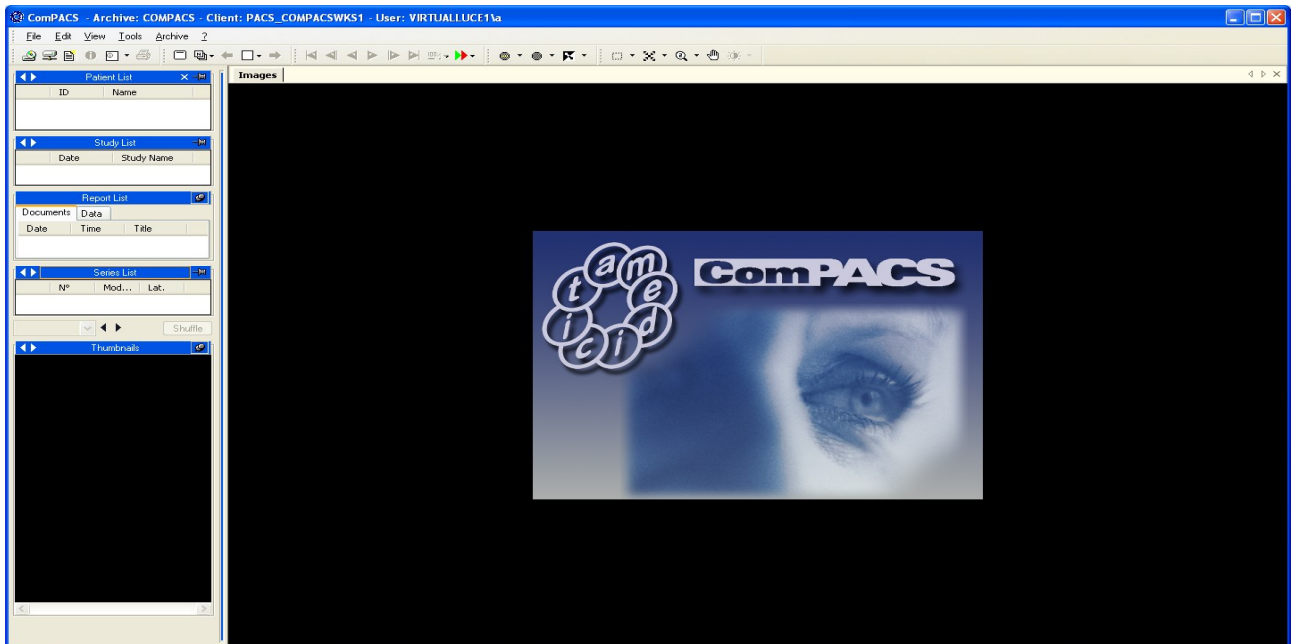 ComPACS - Archive: COMPACS - Client: PACS_COMPACSWKS1 - User: VIRTUALLUCE1\a
File Edit View Tools Archive ?
Patient List
ID Name
Study List
Date Study Name
Report List
Documents Data
Date Time Title
Series List
N° Mod... Lat.
Shuffle
Thumbnails
Images
ComPACS
amedicit